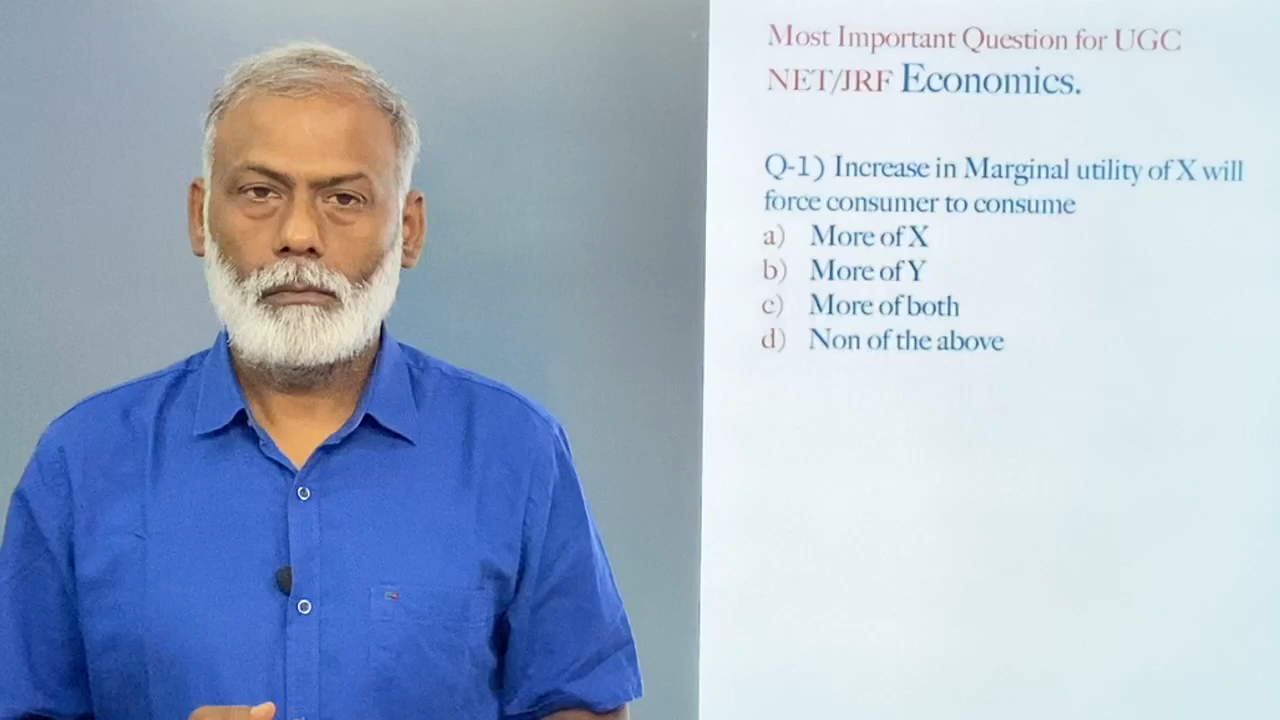 Most Important Question for UGC
NET/JRF Economics.
Q-1) Increase in Marginal utility of X will
force consumer to consume
a) More of X
b) More of Y
c) More of both
d) Non of the above